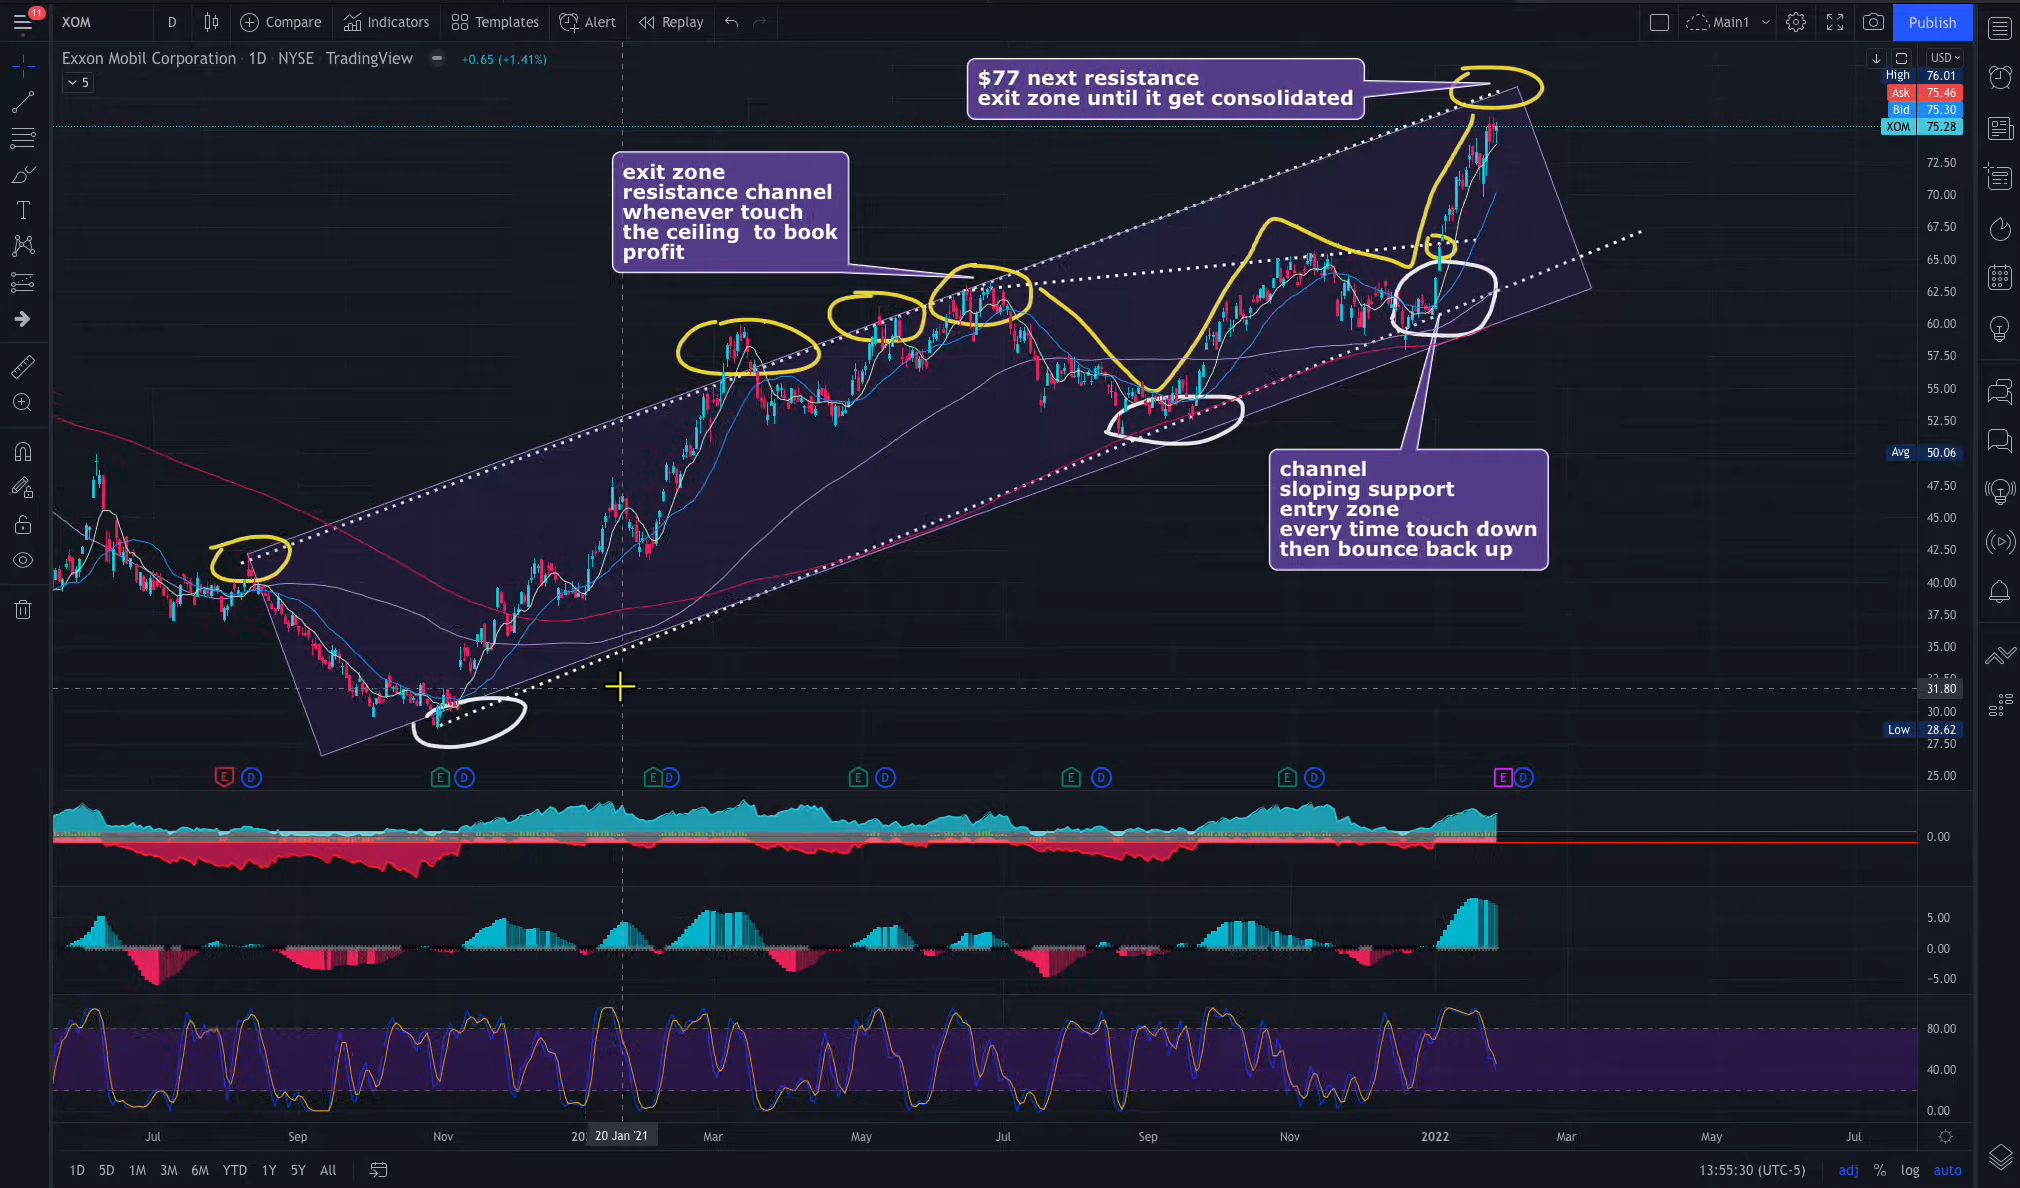 11
XOM D Compare Indicators Templates Alert Replay Main1 Publish
Exxon Mobil Corporation · 1D · NYSE · TradingView +0.65 (+1.41%)
5
USD
High 76.01
Ask 75.46
Bid 75.30
XOM 75.28
$77 next resistance
exit zone until it get consolidated
exit zone
resistance channel
whenever touch
the ceiling to book
profit
channel
sloping support
entry zone
every time touch down
then bounce back up
72.50
70.00
67.50
65.00
62.50
60.00
57.50
55.00
52.50
Avg 50.06
47.50
45.00
42.50
40.00
37.50
35.00
32.50
31.80
30.00
Low 28.62
27.50
25.00
E D E D E D E D E D E D E D
0.00
5.00
0.00
-5.00
80.00
40.00
0.00
Jul Sep Nov 20 20 Jan '21 Mar May Jul Sep Nov 2022 Mar May Jul
1D 5D 1M 3M 6M YTD 1Y 5Y All 13:55:30 (UTC-5) adj % log auto